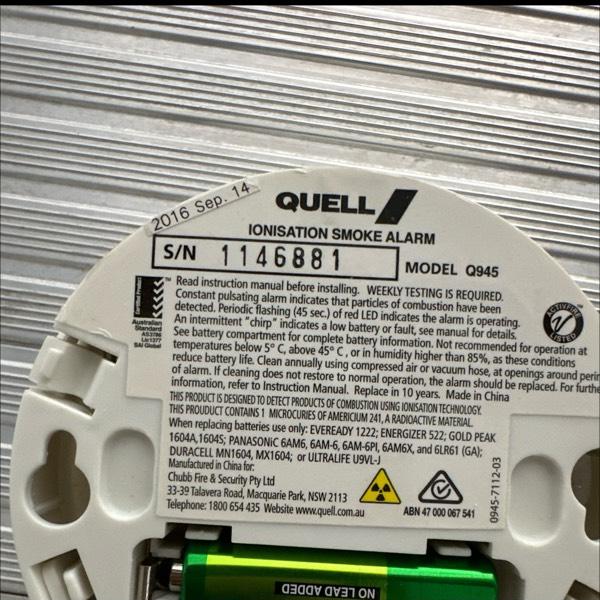 2016 Sep. 14
QUELL
IONISATION SMOKE ALARM
S/N 1146881
MODEL Q945
Certified Product
Australian
Standard
AS3786
Lic1377
SAI Global
TM
Read instruction manual before installing. WEEKLY TESTING IS REQUIRED.
Constant pulsating alarm indicates that particles of combustion have been
detected. Periodic flashing (45 sec.) of red LED indicates the alarm is operating.
An intermittent "chirp" indicates a low battery or fault, see manual for details.
See battery compartment for complete battery information. Not recommended for operation at
temperatures below 5° C, above 45° C, or in humidity higher than 85%, as these conditions
reduce battery life. Clean annually using compressed air or vacuum hose, at openings around
of alarm. If cleaning does not restore to normal operation, the alarm should be replaced. For
information, refer to Instruction Manual. Replace in 10 years. Made in China
THIS PRODUCT IS DESIGNED TO DETECT PRODUCTS OF COMBUSTION USING IONISATION TECHNOLOGY.
THIS PRODUCT CONTAINS 1 MICROCURIES OF AMERICIUM 241, A RADIOACTIVE MATERIAL.
When replacing batteries use only: EVEREADY 1222; ENERGIZER 522; GOLD PEAK
1604A,1604S; PANASONiC 6AM6, 6AM-6, 6AM-6PI, 6AM6X, and 6LR61 (GA);
DURACELL MN1604, MX1604; or ULTRALIFE U9VL-J
Manufactured in China for:
Chubb Fire & Security Pty Ltd
33-39 Talavera Road, Macquarie Park, NSW 2113
Telephone: 1800 654 435 Website www.quell.com.au
ABN 47 000 067 541
0945-7112-03
ACTIVFIRE
LISTED
NO LEAD ADDED